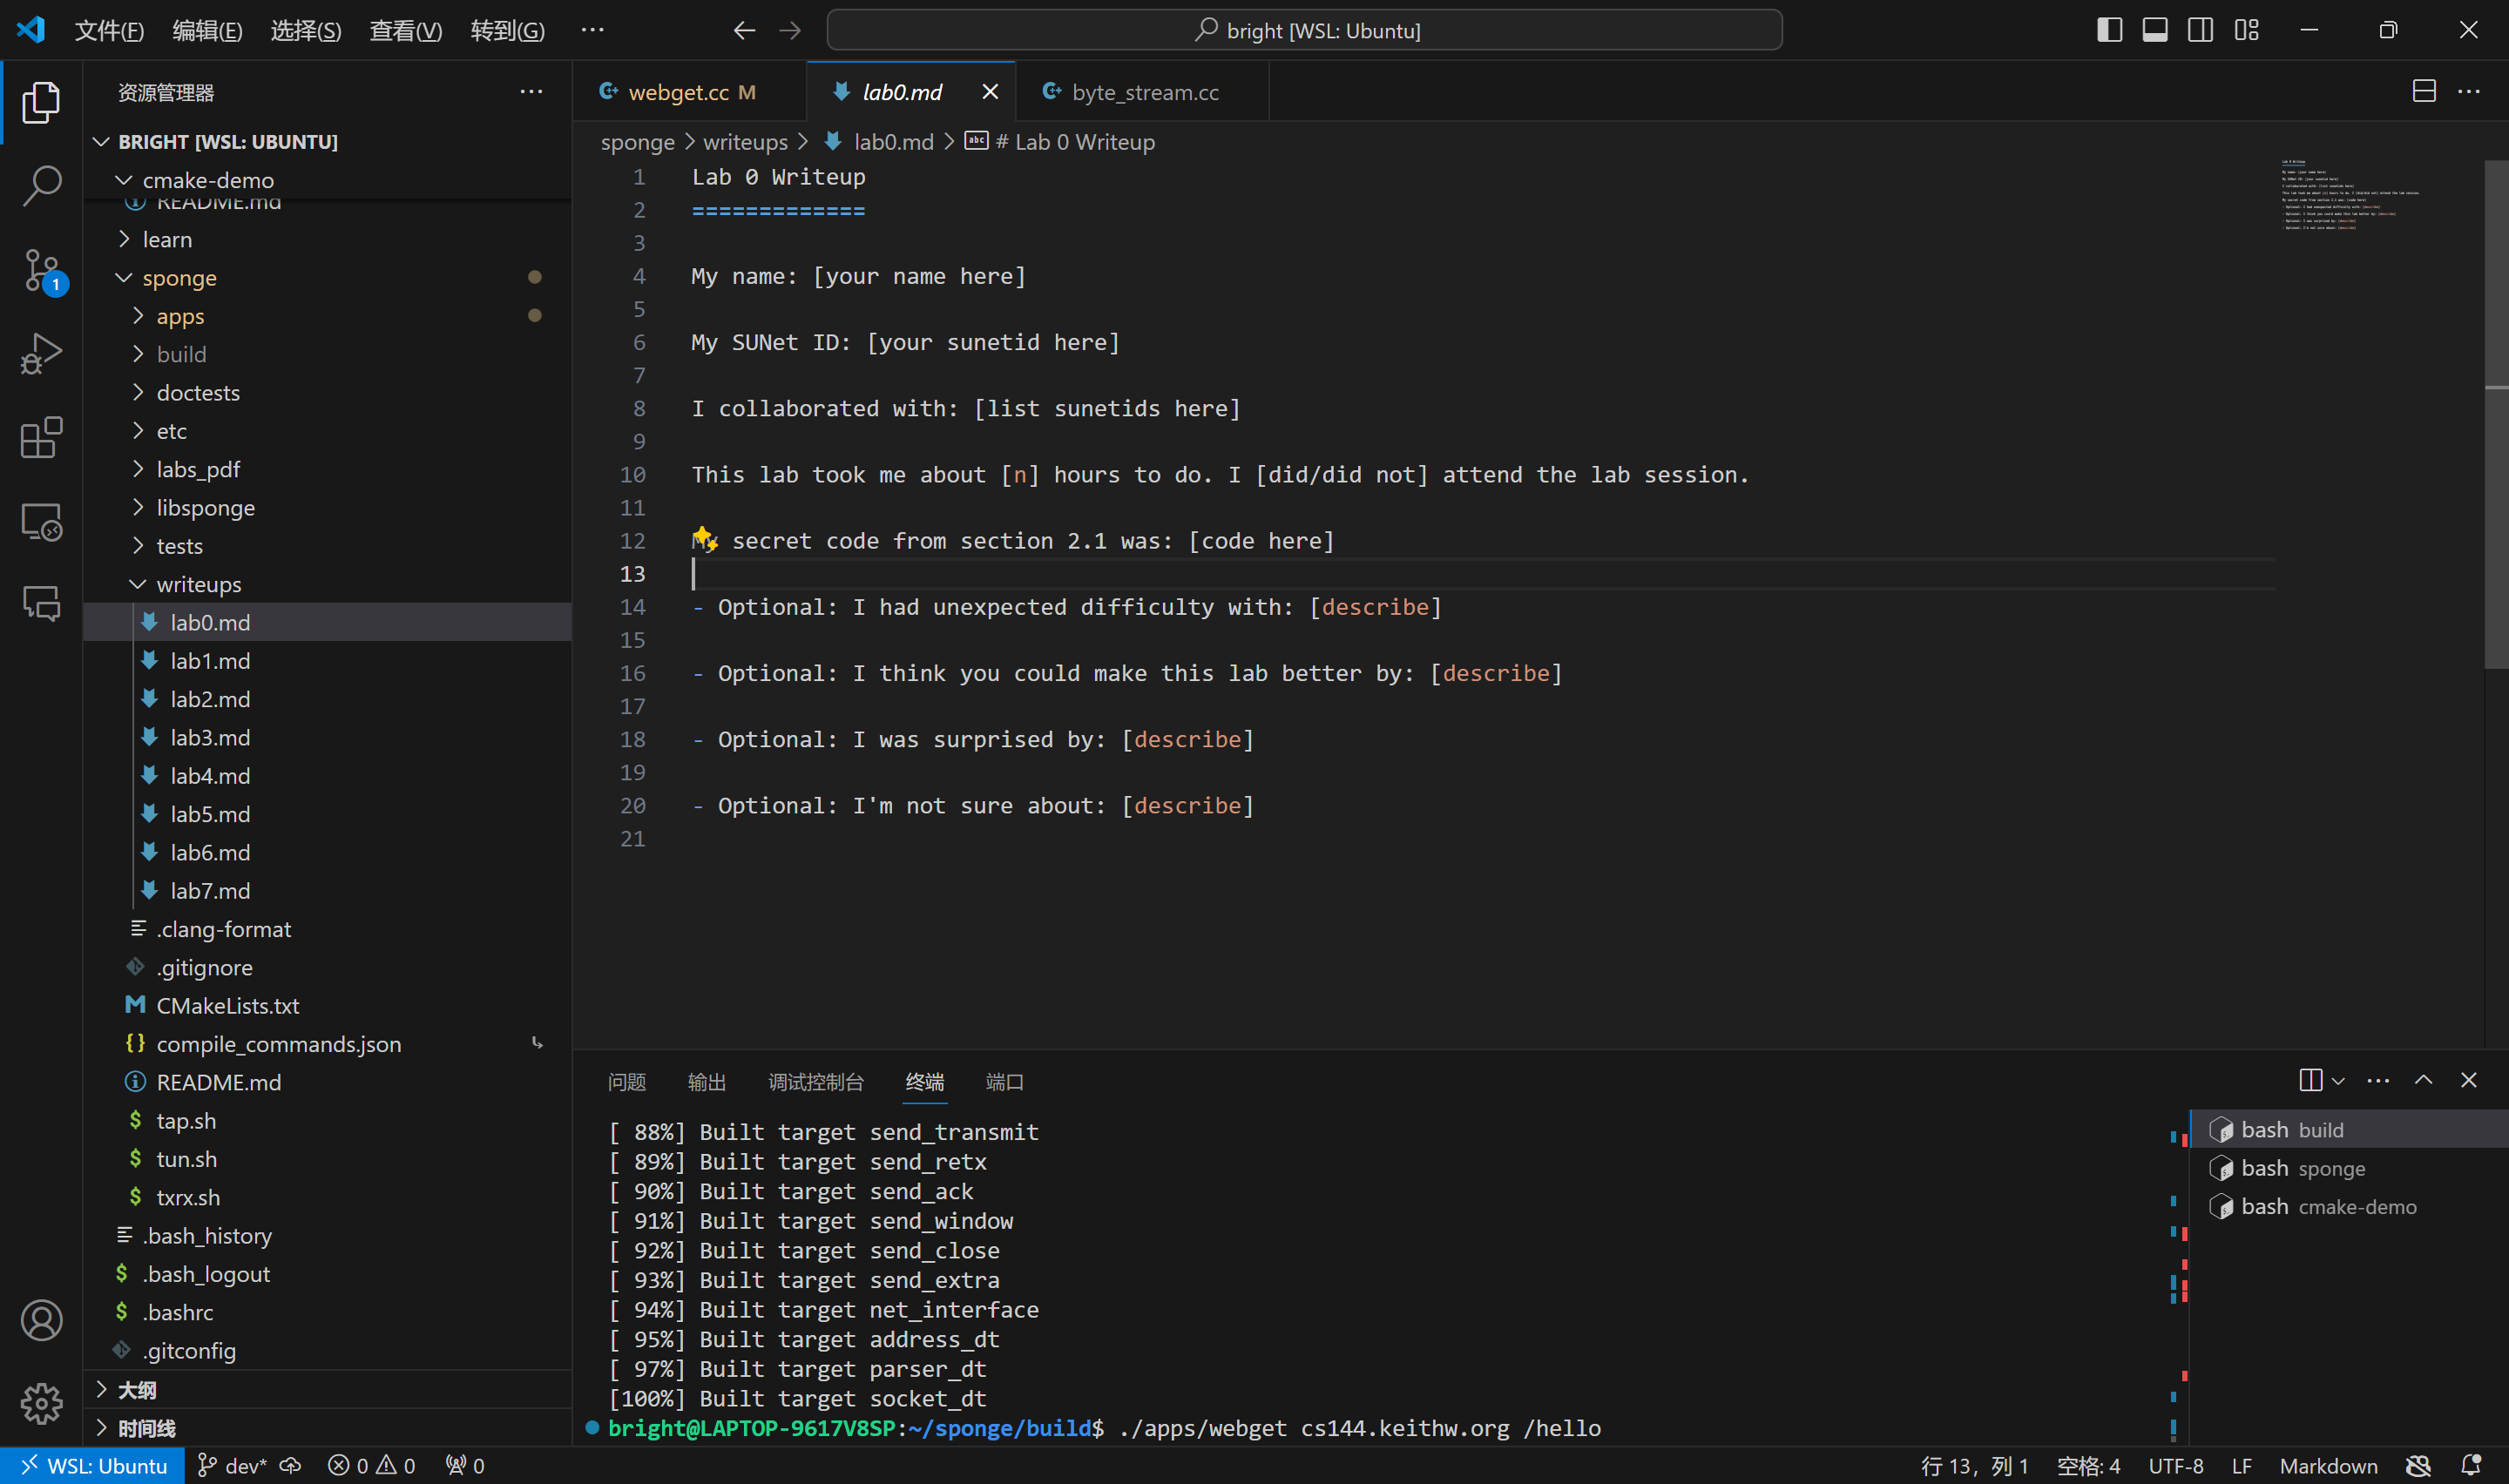 文件(F) 编辑(E) 选择(S) 查看(V) 转到(G) ··· bright [WSL: Ubuntu]
资源管理器 ···
BRIGHT [WSL: UBUNTU]
cmake-demo
README.md
learn
sponge
apps
build
doctests
etc
labs_pdf
libsponge
tests
writeups
lab0.md
lab1.md
lab2.md
lab3.md
lab4.md
lab5.md
lab6.md
lab7.md
.clang-format
.gitignore
CMakeLists.txt
compile_commands.json
README.md
tap.sh
tun.sh
txrx.sh
.bash_history
.bash_logout
.bashrc
.gitconfig
大纲
时间线
1
webget.cc M lab0.md byte_stream.cc
sponge > writeups > lab0.md > # Lab 0 Writeup
1 Lab 0 Writeup
2 =============
3
4 My name: [your name here]
5
6 My SUNet ID: [your sunetid here]
7
8 I collaborated with: [list sunetids here]
9
10 This lab took me about [n] hours to do. I [did/did not] attend the lab session.
11
12 My secret code from section 2.1 was: [code here]
13
14 - Optional: I had unexpected difficulty with: [describe]
15
16 - Optional: I think you could make this lab better by: [describe]
17
18 - Optional: I was surprised by: [describe]
19
20 - Optional: I'm not sure about: [describe]
21
问题 输出 调试控制台 终端 端口
[ 88%] Built target send_transmit
[ 89%] Built target send_retx
[ 90%] Built target send_ack
[ 91%] Built target send_window
[ 92%] Built target send_close
[ 93%] Built target send_extra
[ 94%] Built target net_interface
[ 95%] Built target address_dt
[ 97%] Built target parser_dt
[100%] Built target socket_dt
bright@LAPTOP-9617V8SP:~/sponge/build$ ./apps/webget cs144.keithw.org /hello
bash build
bash sponge
bash cmake-demo
WSL: Ubuntu dev* 0 0 0 行 13，列 1 空格: 4 UTF-8 LF Markdown